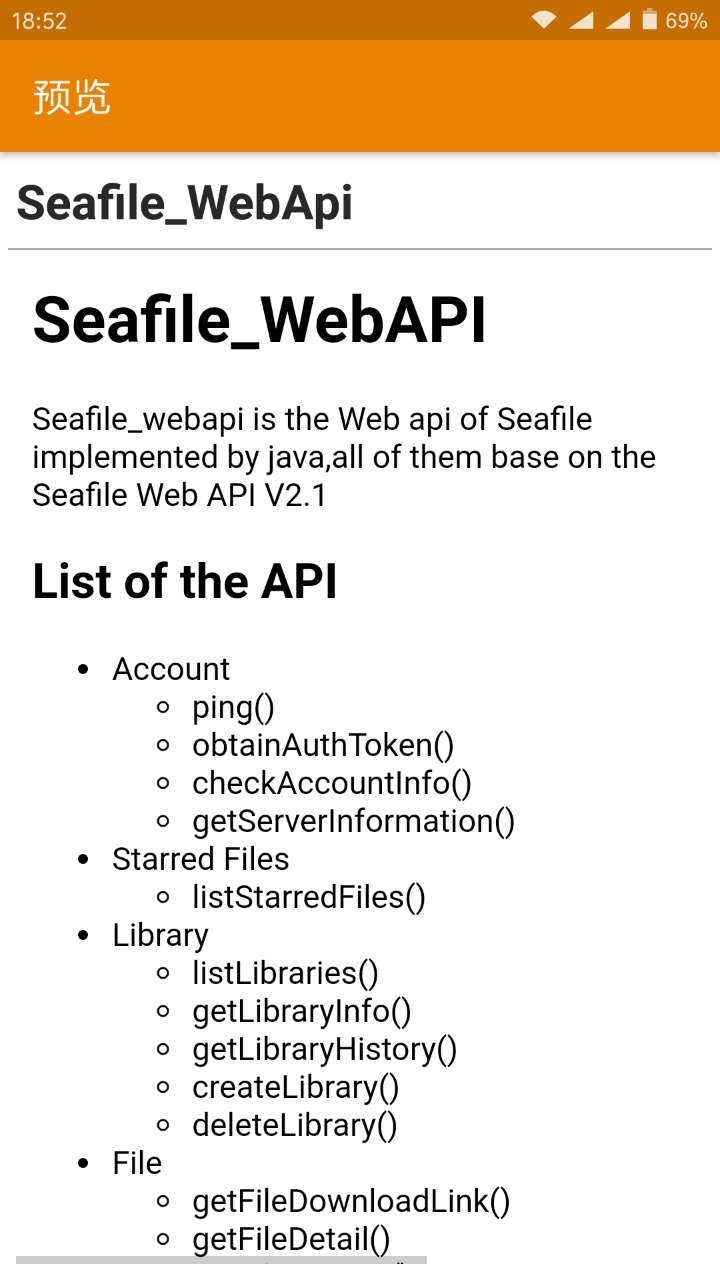 18:52 69%
预览
Seafile_WebApi
Seafile_WebAPI
Seafile_webapi is the Web api of Seafile
implemented by java,all of them base on the
Seafile Web API V2.1
List of the API
Account
ping()
obtainAuthToken()
checkAccountInfo()
getServerInformation()
Starred Files
listStarredFiles()
Library
listLibraries()
getLibraryInfo()
getLibraryHistory()
createLibrary()
deleteLibrary()
File
getFileDownloadLink()
getFileDetail()